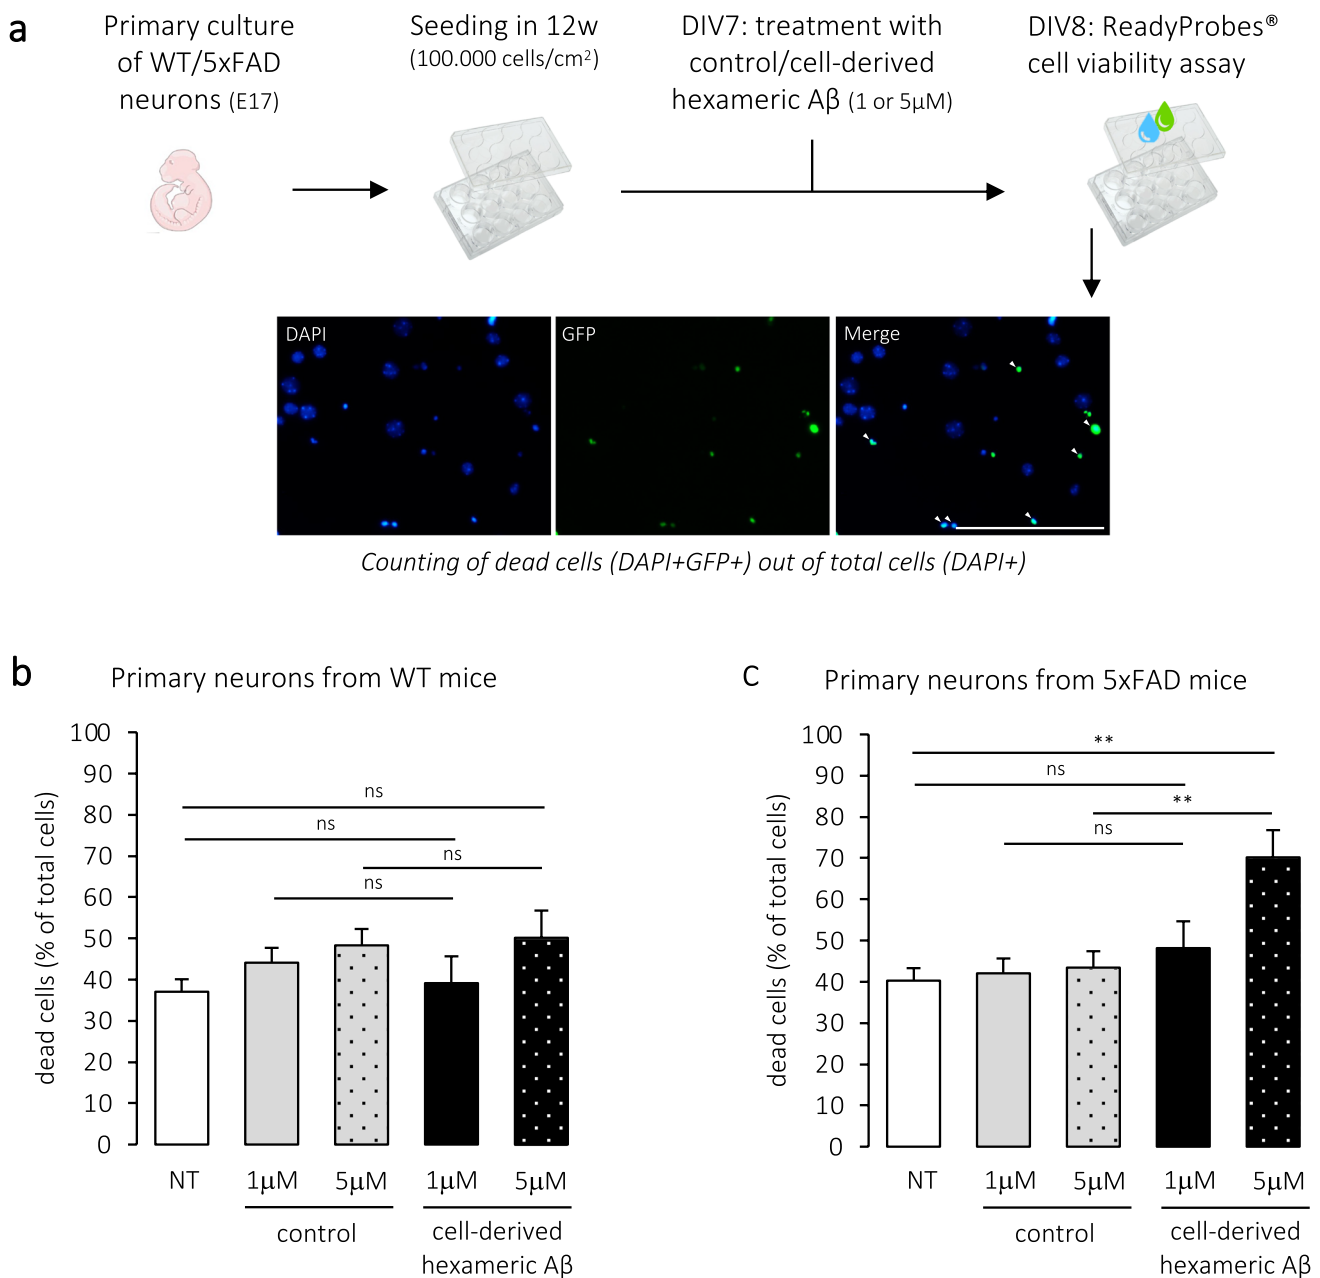 a
Primary culture
of WT/5xFAD
neurons (E17)
Seeding in 12w
(100.000 cells/cm²)
DIV7: treatment with
control/cell-derived
hexameric Aβ (1 or 5μM)
DIV8: ReadyProbes®
cell viability assay
DAPI
GFP
Merge
Counting of dead cells (DAPI+GFP+) out of total cells (DAPI+)
b
Primary neurons from WT mice
dead cells (% of total cells)
100
90
80
70
60
50
40
30
20
10
0
ns
ns
ns
ns
NT
1μM
5μM
1μM
5μM
control
cell-derived
hexameric Aβ
c
Primary neurons from 5xFAD mice
dead cells (% of total cells)
100
90
80
70
60
50
40
30
20
10
0
**
ns
**
ns
NT
1μM
5μM
1μM
5μM
control
cell-derived
hexameric Aβ